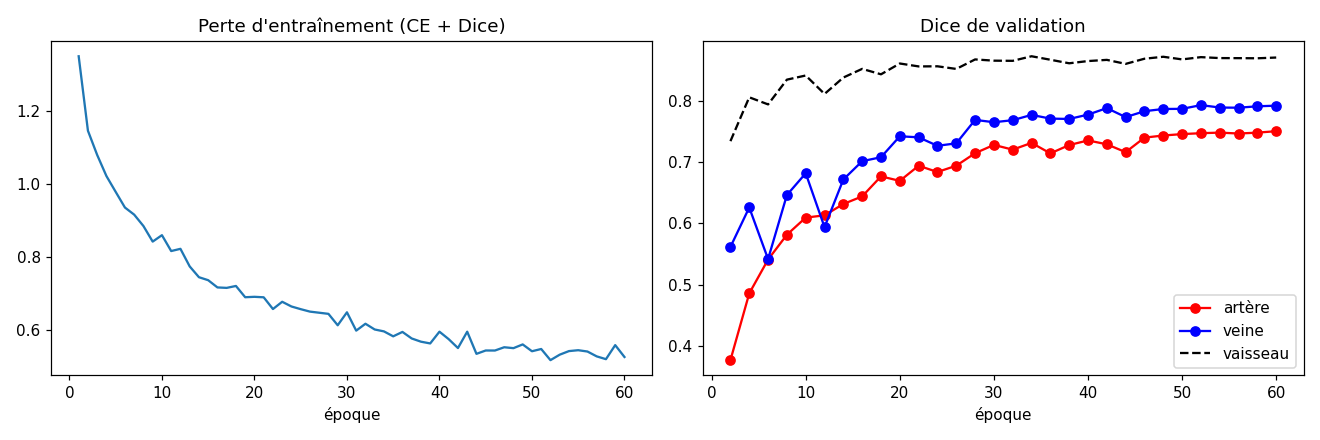 Perte d'entraînement (CE + Dice)
1.2
1.0
0.8
0.6
0 10 20 30 40 50 60
époque
Dice de validation
0.8
0.7
0.6
0.5
0.4
0 10 20 30 40 50 60
époque
artère
veine
vaisseau